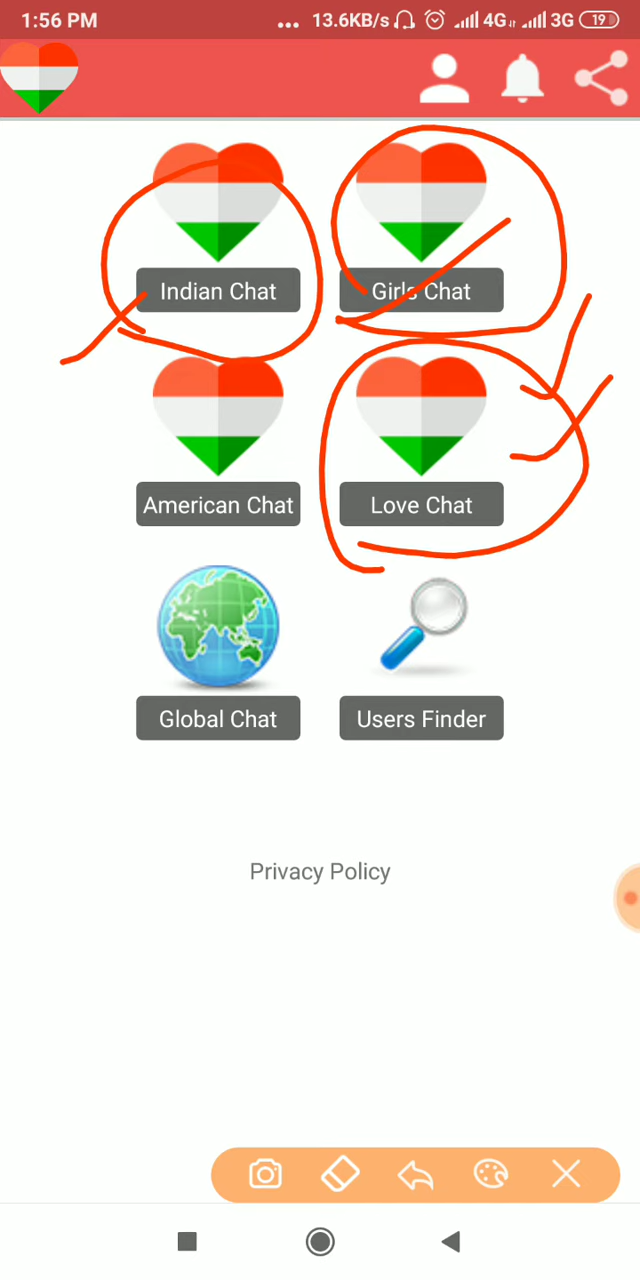 1:56 PM ... 13.6KB/s 4G 3G 19
Indian Chat Girls Chat
American Chat Love Chat
Global Chat Users Finder
Privacy Policy